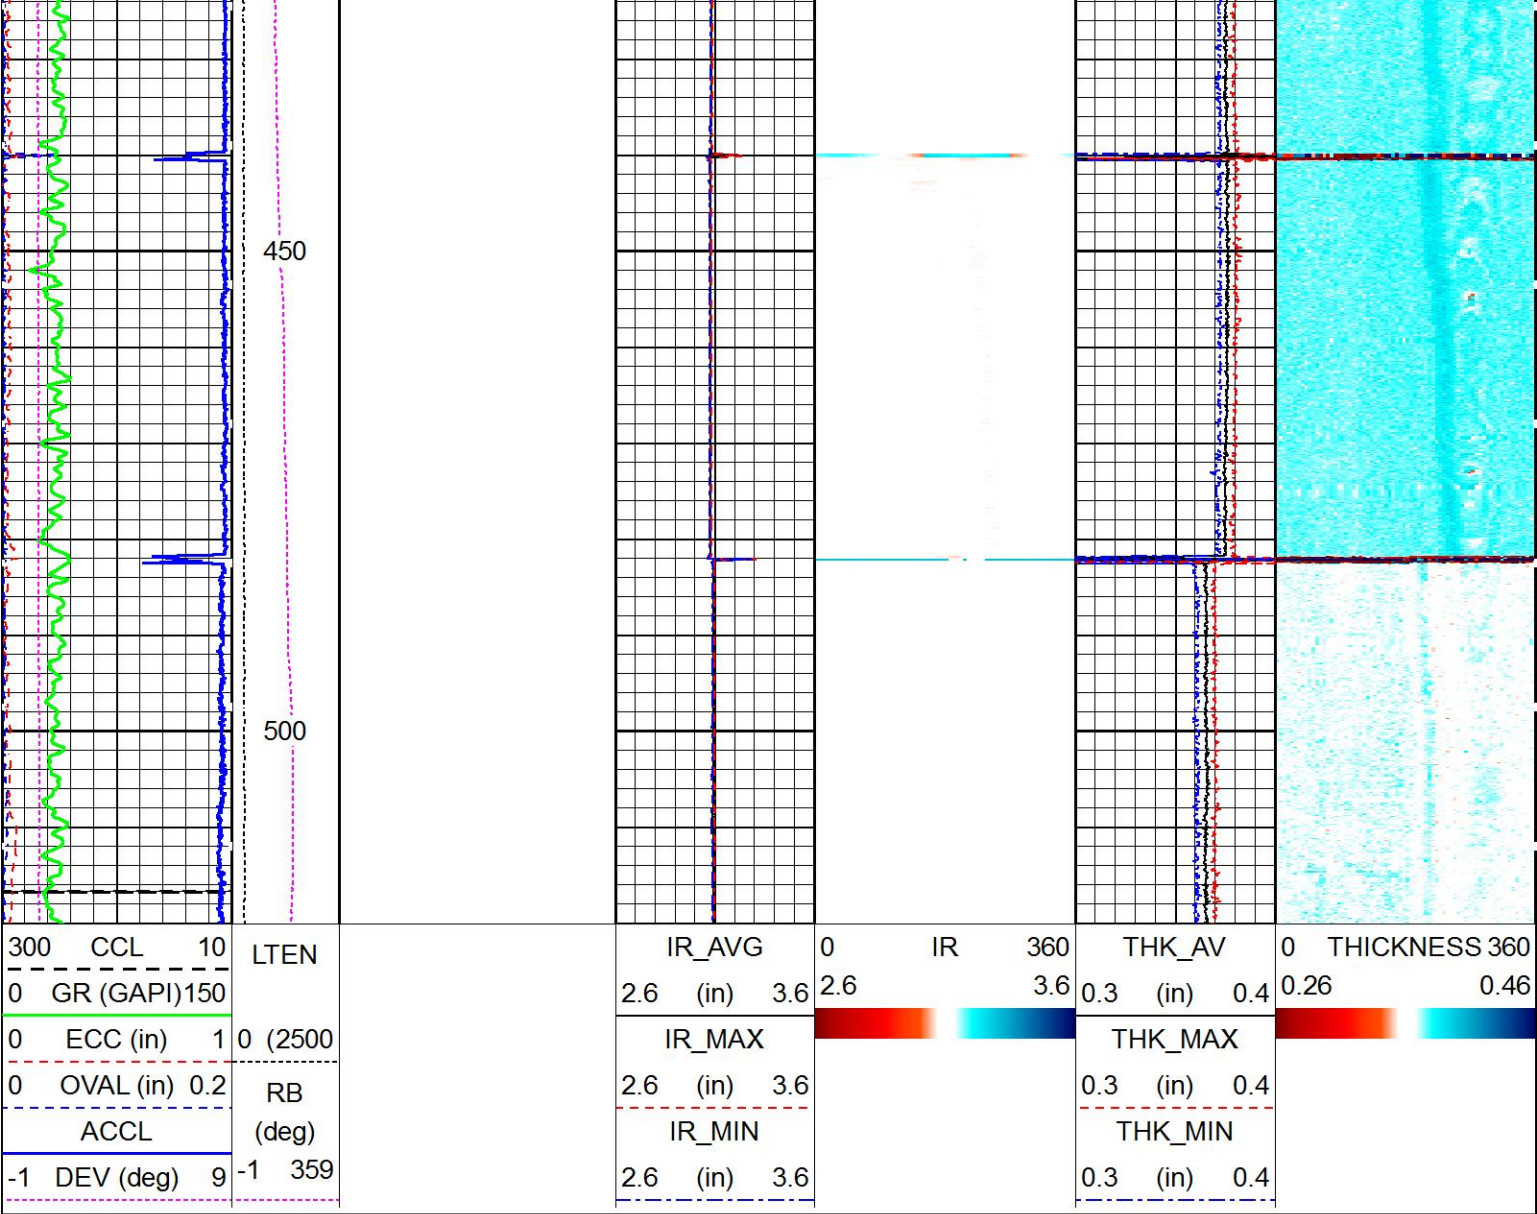 450
500
300 CCL 10
0 GR (GAPI) 150
0 ECC (in) 1
0 OVAL (in) 0.2
ACCL
-1 DEV (deg) 9
LTEN
0 (2500
RB
(deg)
-1 359
IR_AVG
2.6 (in) 3.6
IR_MAX
2.6 (in) 3.6
IR_MIN
2.6 (in) 3.6
0 IR 360
2.6 3.6
THK_AV
0.3 (in) 0.4
THK_MAX
0.3 (in) 0.4
THK_MIN
0.3 (in) 0.4
0 THICKNESS 360
0.26 0.46